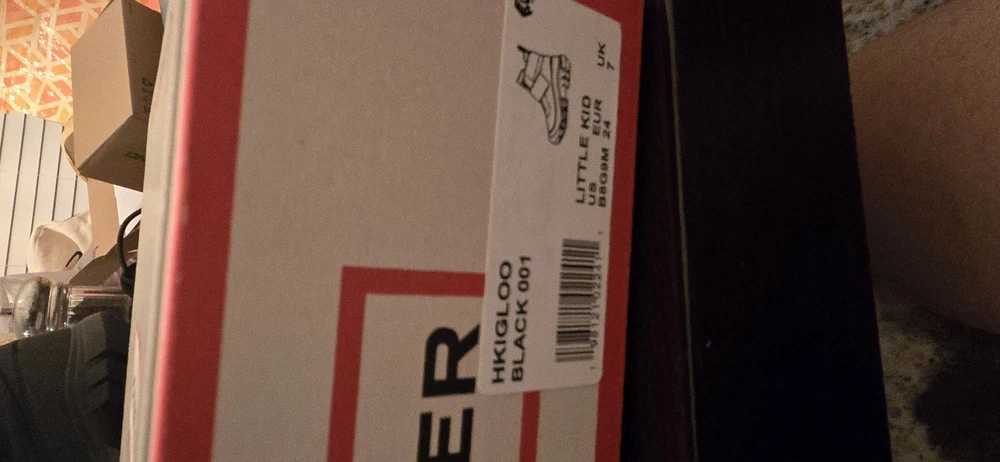 HKIGLOO
BLACK 001
LITTLE KID
US EUR UK
B8G9M 24 7
ER